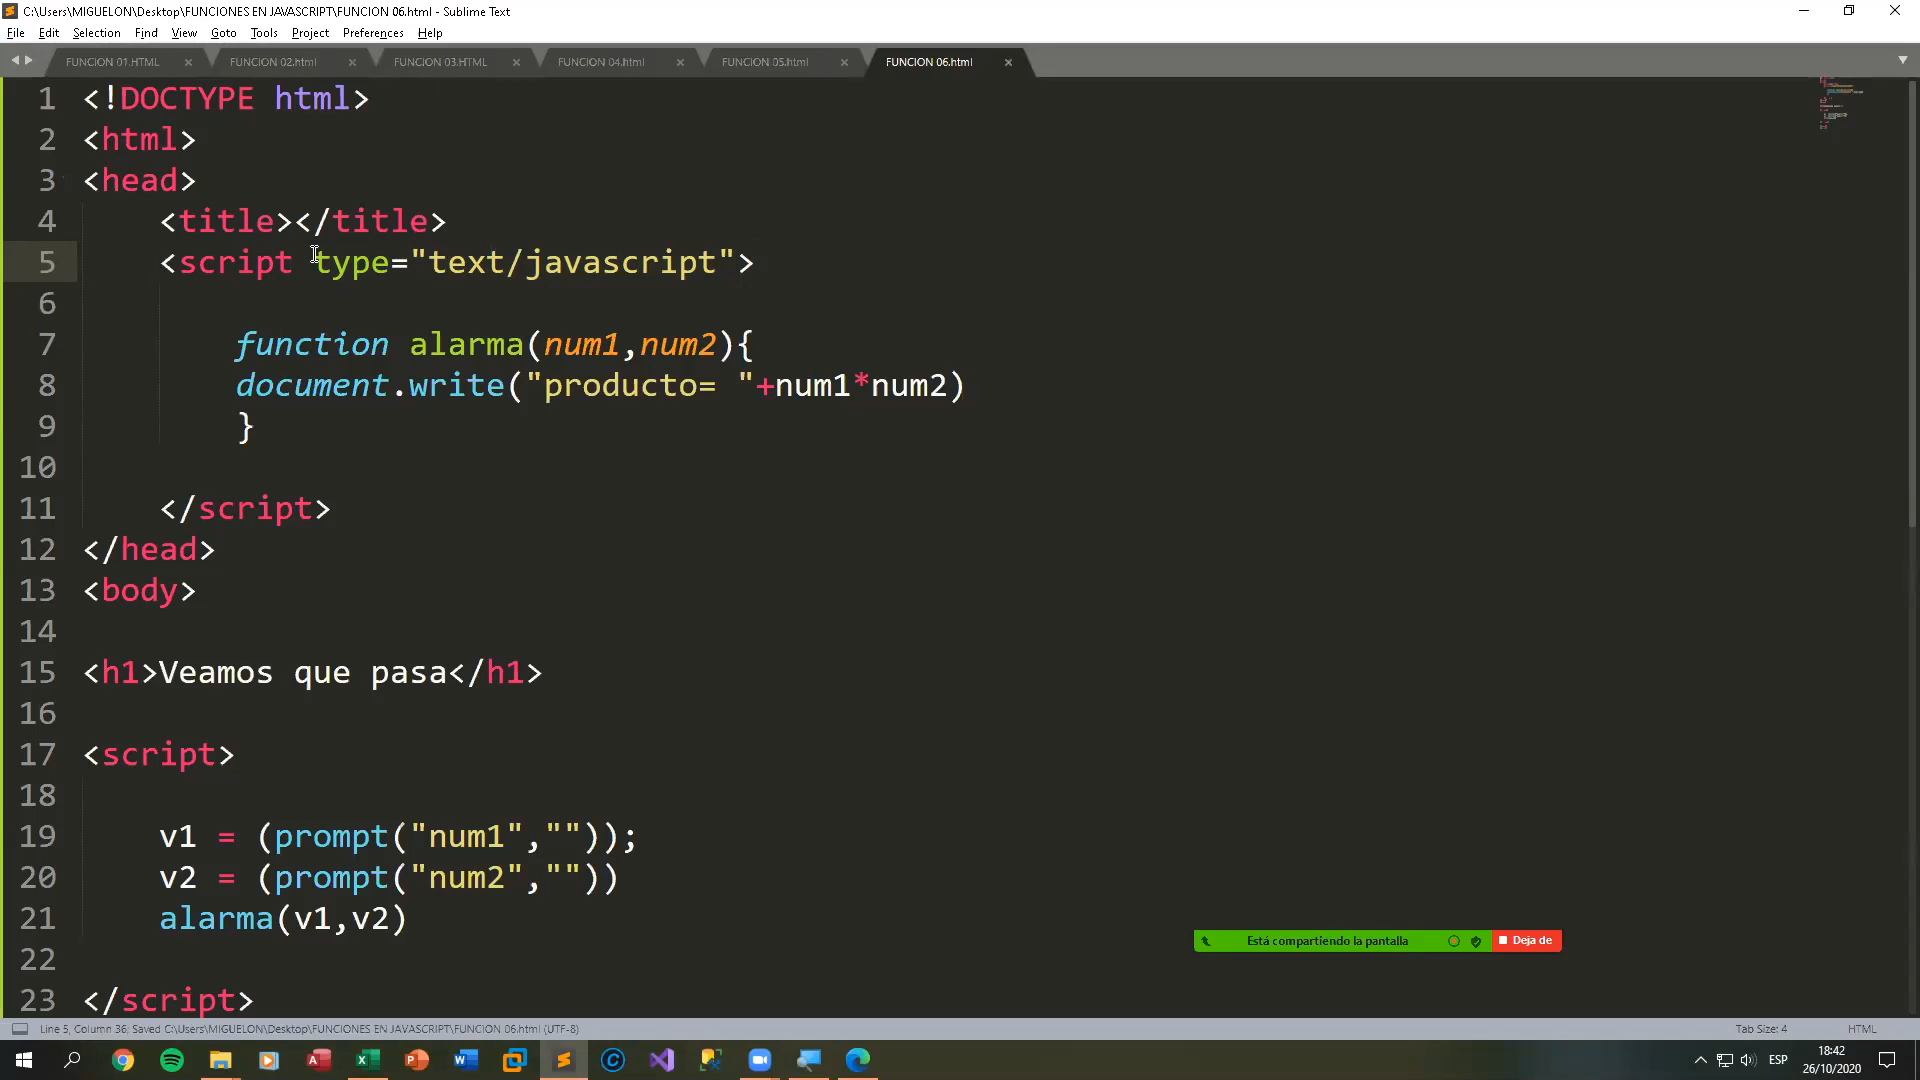 C:\Users\MIGUELON\Desktop\FUNCIONES EN JAVASCRIPT\FUNCION 06.html - Sublime Text
File Edit Selection Find View Goto Tools Project Preferences Help
FUNCION 01.HTML FUNCION 02.html FUNCION 03.HTML FUNCION 04.html FUNCION 05.html FUNCION 06.html
1 <!DOCTYPE html>
2 <html>
3 <head>
4 <title></title>
5 <script type="text/javascript">
6
7 function alarma(num1,num2){
8 document.write("producto= "+num1*num2)
9 }
10
11 </script>
12 </head>
13 <body>
14
15 <h1>Veamos que pasa</h1>
16
17 <script>
18
19 v1 = (prompt("num1",""));
20 v2 = (prompt("num2",""))
21 alarma(v1,v2)
22
23 </script>
Está compartiendo la pantalla Deja de
Line 5, Column 36; Saved C:\Users\MIGUELON\Desktop\FUNCIONES EN JAVASCRIPT\FUNCION 06.html (UTF-8) Tab Size: 4 HTML
ESP 18:42
26/10/2020